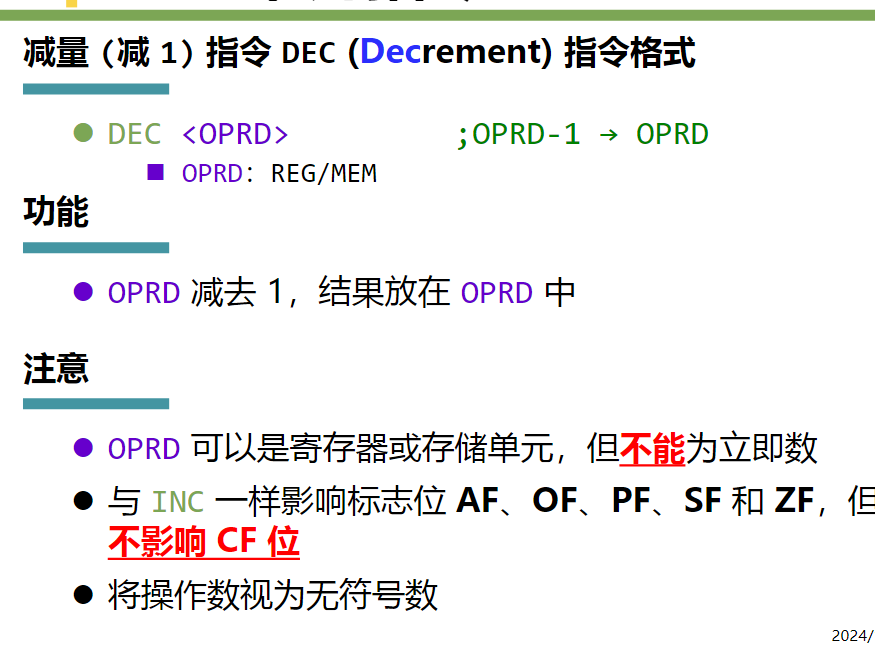 减量（减 1）指令 DEC (Decrement) 指令格式
DEC <OPRD> ;OPRD-1 → OPRD
OPRD: REG/MEM
功能
OPRD 减去 1，结果放在 OPRD 中
注意
OPRD 可以是寄存器或存储单元，但不能为立即数
与 INC 一样影响标志位 AF、OF、PF、SF 和 ZF，但
不影响 CF 位
将操作数视为无符号数
2024/